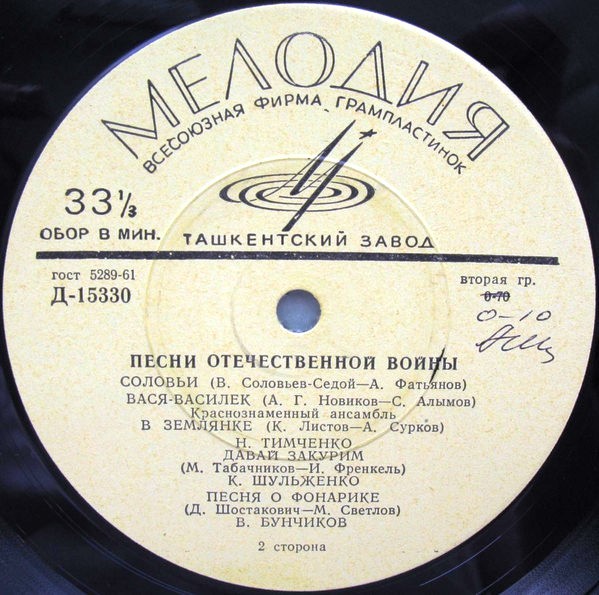 МЕЛОДИЯ
ВСЕСОЮЗНАЯ ФИРМА ГРАМПЛАСТИНОК
33⅓
ОБОР В МИН.
ТАШКЕНТСКИЙ ЗАВОД
гост 5289-61
Д-15330
вторая гр.
0-70
0-10
ПЕСНИ ОТЕЧЕСТВЕННОЙ ВОЙНЫ
СОЛОВЬИ (В. Соловьев-Седой—А. Фатьянов)
ВАСЯ-ВАСИЛЕК (А. Г. Новиков—С. Алымов)
Краснознаменный ансамбль
В ЗЕМЛЯНКЕ (К. Листов—А. Сурков)
Н. ТИМЧЕНКО
ДАВАЙ ЗАКУРИМ
(М. Табачников—И. Френкель)
К. ШУЛЬЖЕНКО
ПЕСНЯ О ФОНАРИКЕ
(Д. Шостакович—М. Светлов)
В. БУНЧИКОВ
2 сторона